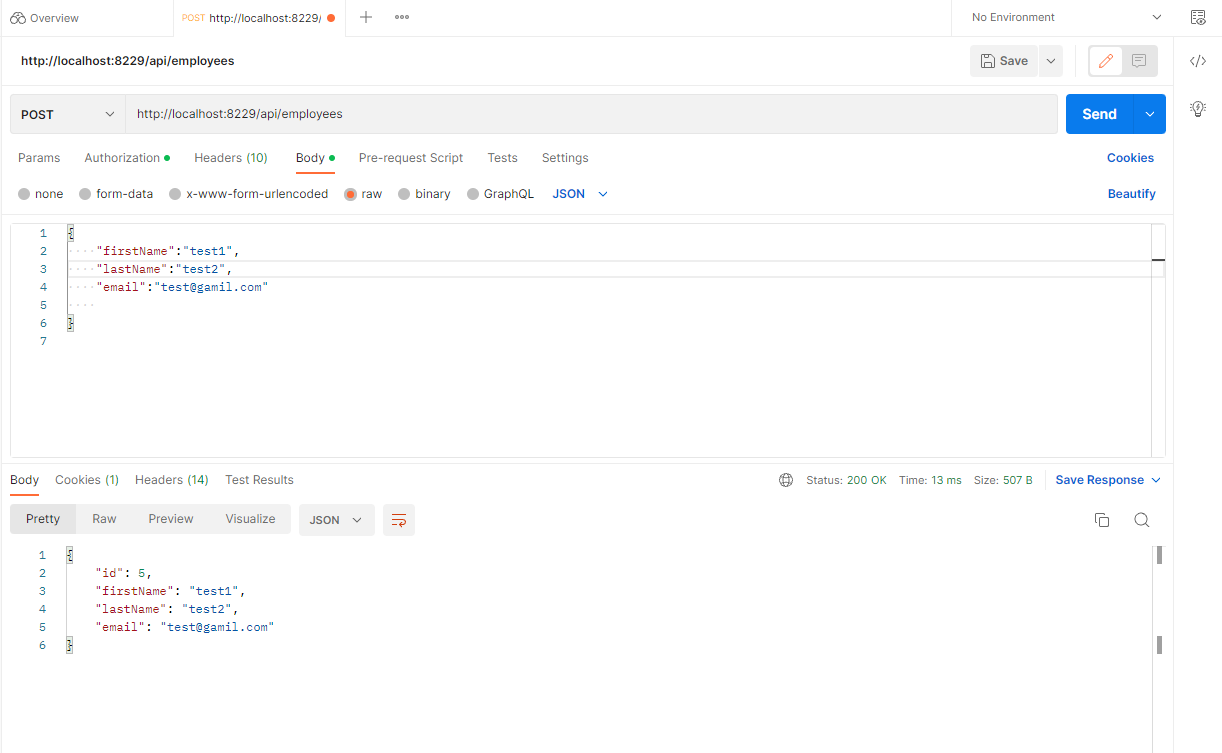 Overview POST http://localhost:8229/ No Environment
http://localhost:8229/api/employees Save
POST http://localhost:8229/api/employees Send
Params Authorization Headers (10) Body Pre-request Script Tests Settings Cookies
none form-data x-www-form-urlencoded raw binary GraphQL JSON Beautify
1 {
2 "firstName":"test1",
3 "lastName":"test2",
4 "email":"test@gamil.com"
5
6 }
7
Body Cookies (1) Headers (14) Test Results Status: 200 OK Time: 13 ms Size: 507 B Save Response
Pretty Raw Preview Visualize JSON
1 {
2 "id": 5,
3 "firstName": "test1",
4 "lastName": "test2",
5 "email": "test@gamil.com"
6 }